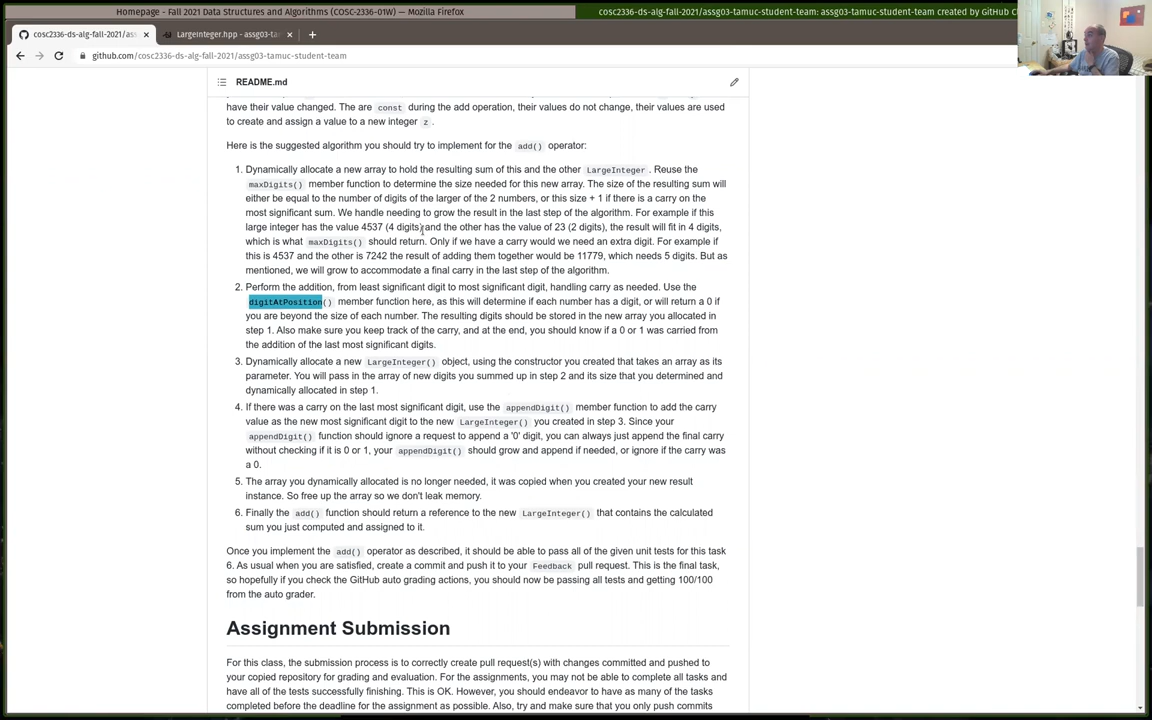 Homepage - Fall 2021 Data Structures and Algorithms (COSC-2336-01W) — Mozilla Firefox
cosc2336-ds-alg-fall-2021/assg03-tamuc-student-team: assg03-tamuc-student-team created by GitHub Cl
cosc2336-ds-alg-fall-2021/ass
LargeInteger.hpp - assg03-ta
github.com/cosc2336-ds-alg-fall-2021/assg03-tamuc-student-team
README.md
have their value changed. The are const during the add operation, their values do not change, their values are used
to create and assign a value to a new integer z .
Here is the suggested algorithm you should try to implement for the add() operator:
1. Dynamically allocate a new array to hold the resulting sum of this and the other LargeInteger . Reuse the
maxDigits() member function to determine the size needed for this new array. The size of the resulting sum will
either be equal to the number of digits of the larger of the 2 numbers, or this size + 1 if there is a carry on the
most significant sum. We handle needing to grow the result in the last step of the algorithm. For example if this
large integer has the value 4537 (4 digits) and the other has the value of 23 (2 digits), the result will fit in 4 digits,
which is what maxDigits() should return. Only if we have a carry would we need an extra digit. For example if
this is 4537 and the other is 7242 the result of adding them together would be 11779, which needs 5 digits. But as
mentioned, we will grow to accommodate a final carry in the last step of the algorithm.
2. Perform the addition, from least significant digit to most significant digit, handling carry as needed. Use the
digitAtPosition() member function here, as this will determine if each number has a digit, or will return a 0 if
you are beyond the size of each number. The resulting digits should be stored in the new array you allocated in
step 1. Also make sure you keep track of the carry, and at the end, you should know if a 0 or 1 was carried from
the addition of the last most significant digits.
3. Dynamically allocate a new LargeInteger() object, using the constructor you created that takes an array as its
parameter. You will pass in the array of new digits you summed up in step 2 and its size that you determined and
dynamically allocated in step 1.
4. If there was a carry on the last most significant digit, use the appendDigit() member function to add the carry
value as the new most significant digit to the new LargeInteger() you created in step 3. Since your
appendDigit() function should ignore a request to append a '0' digit, you can always just append the final carry
without checking if it is 0 or 1, your appendDigit() should grow and append if needed, or ignore if the carry was
a 0.
5. The array you dynamically allocated is no longer needed, it was copied when you created your new result
instance. So free up the array so we don't leak memory.
6. Finally the add() function should return a reference to the new LargeInteger() that contains the calculated
sum you just computed and assigned to it.
Once you implement the add() operator as described, it should be able to pass all of the given unit tests for this task
6. As usual when you are satisfied, create a commit and push it to your Feedback pull request. This is the final task,
so hopefully if you check the GitHub auto grading actions, you should now be passing all tests and getting 100/100
from the auto grader.
Assignment Submission
For this class, the submission process is to correctly create pull request(s) with changes committed and pushed to
your copied repository for grading and evaluation. For the assignments, you may not be able to complete all tasks and
have all of the tests successfully finishing. This is OK. However, you should endeavor to have as many of the tasks
completed before the deadline for the assignment as possible. Also, try and make sure that you only push commits